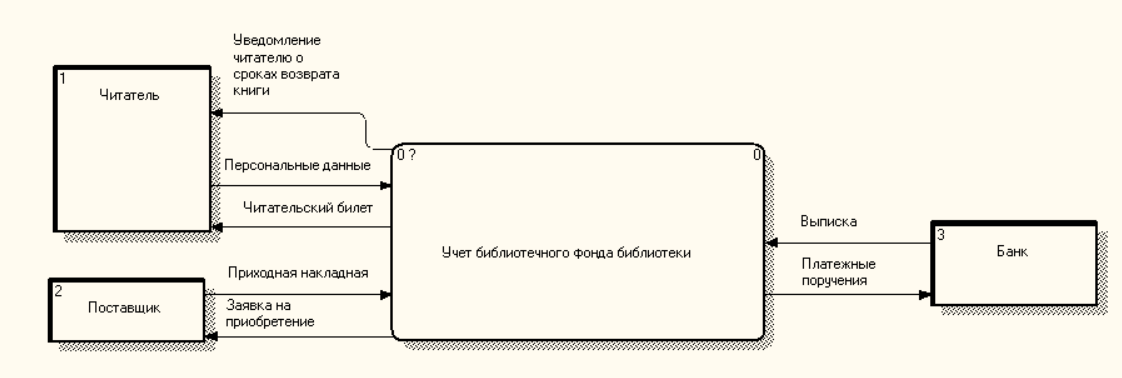 Уведомление
читателю о
сроках возврата
книги
1
Читатель
0 ?
0
Персональные данные
Читательский билет
Учет библиотечного фонда библиотеки
Выписка
3
Банк
Приходная накладная
Платежные
поручения
2
Поставщик
Заявка на
приобретение